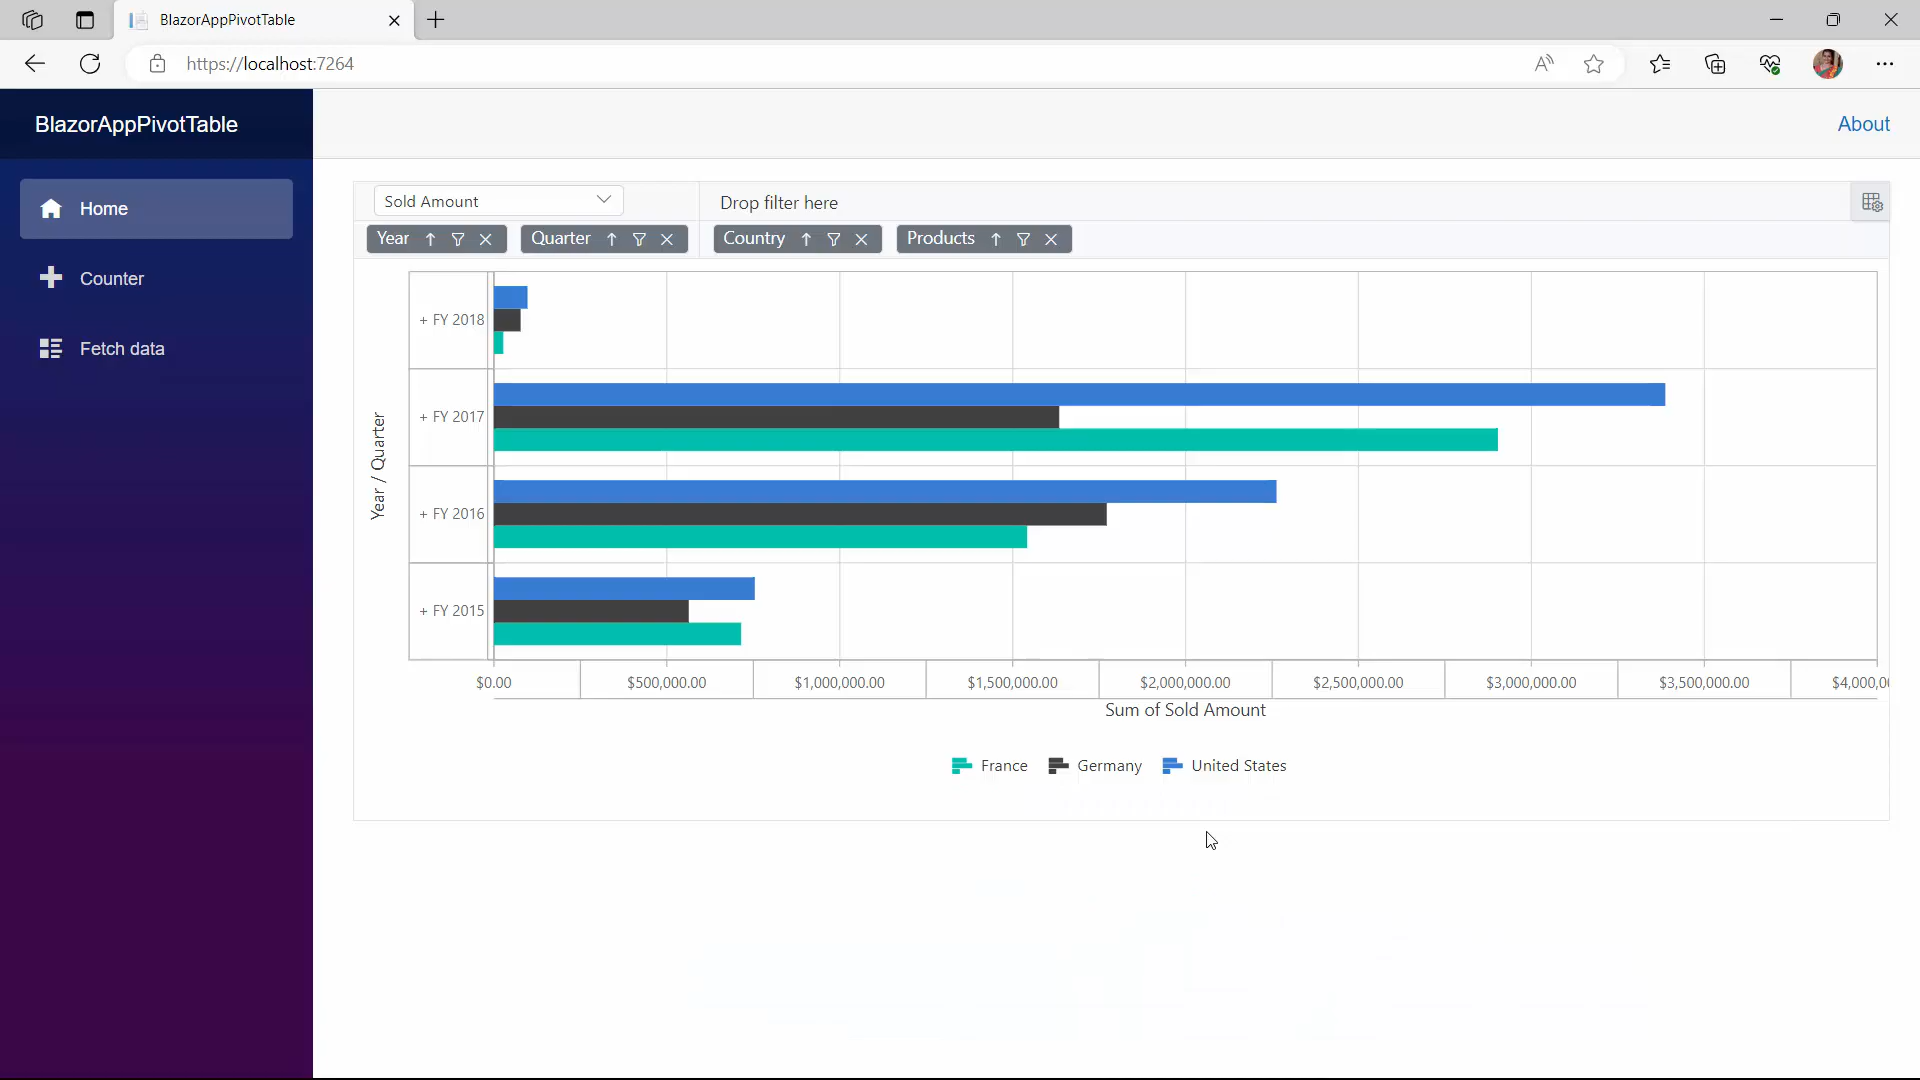 BlazorAppPivotTable
https://localhost:7264
BlazorAppPivotTable
About
Home
Counter
Fetch data
Sold Amount
Drop filter here
Year
Quarter
Country
Products
Year / Quarter
+ FY 2018
+ FY 2017
+ FY 2016
+ FY 2015
$0.00 $500,000.00 $1,000,000.00 $1,500,000.00 $2,000,000.00 $2,500,000.00 $3,000,000.00 $3,500,000.00 $4,000,0
Sum of Sold Amount
France Germany United States